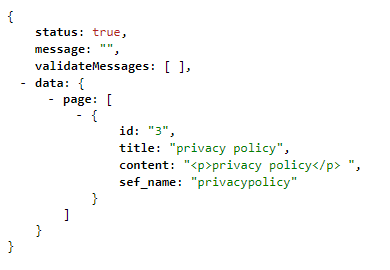 {
status: true,
message: "",
validateMessages: [ ],
- data: {
- page: [
- {
id: "3",
title: "privacy policy",
content: "<p>privacy policy</p> ",
sef_name: "privacypolicy"
}
]
}
}